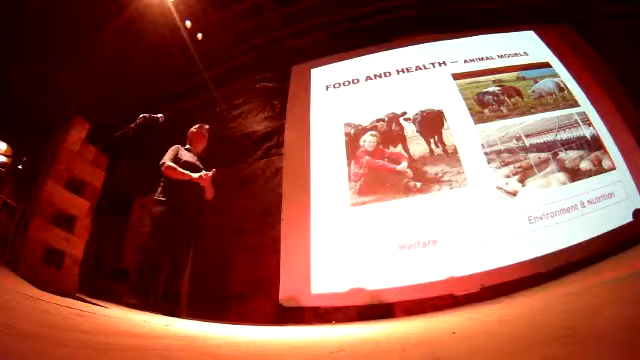 FOOD AND HEALTH – ANIMAL MODELS
Welfare
Environment & Nutrition